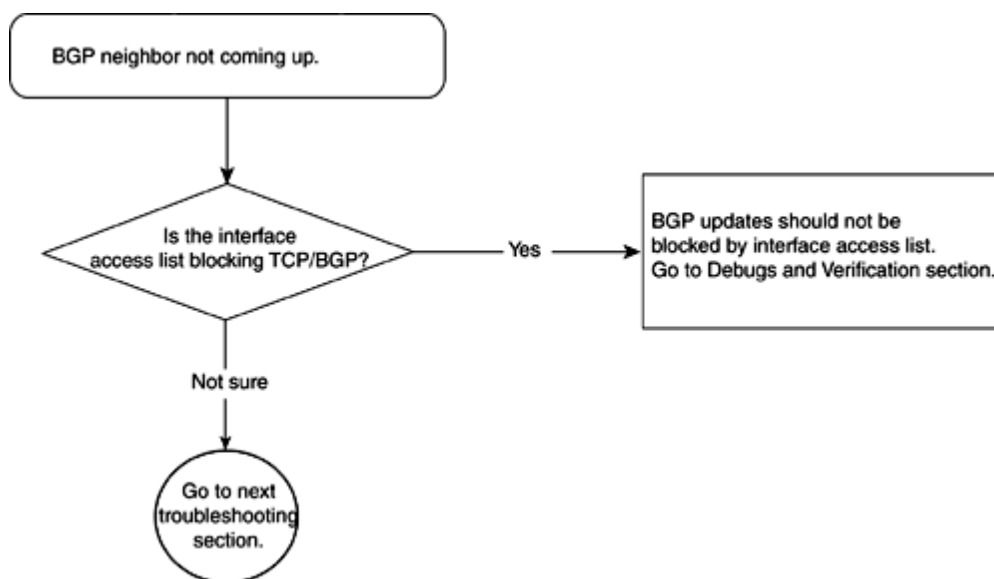 BGP neighbor not coming up.
Is the interface
access list blocking TCP/BGP?
Yes
BGP updates should not be
blocked by interface access list.
Go to Debugs and Verification section.
Not sure
Go to next
troubleshooting
section.